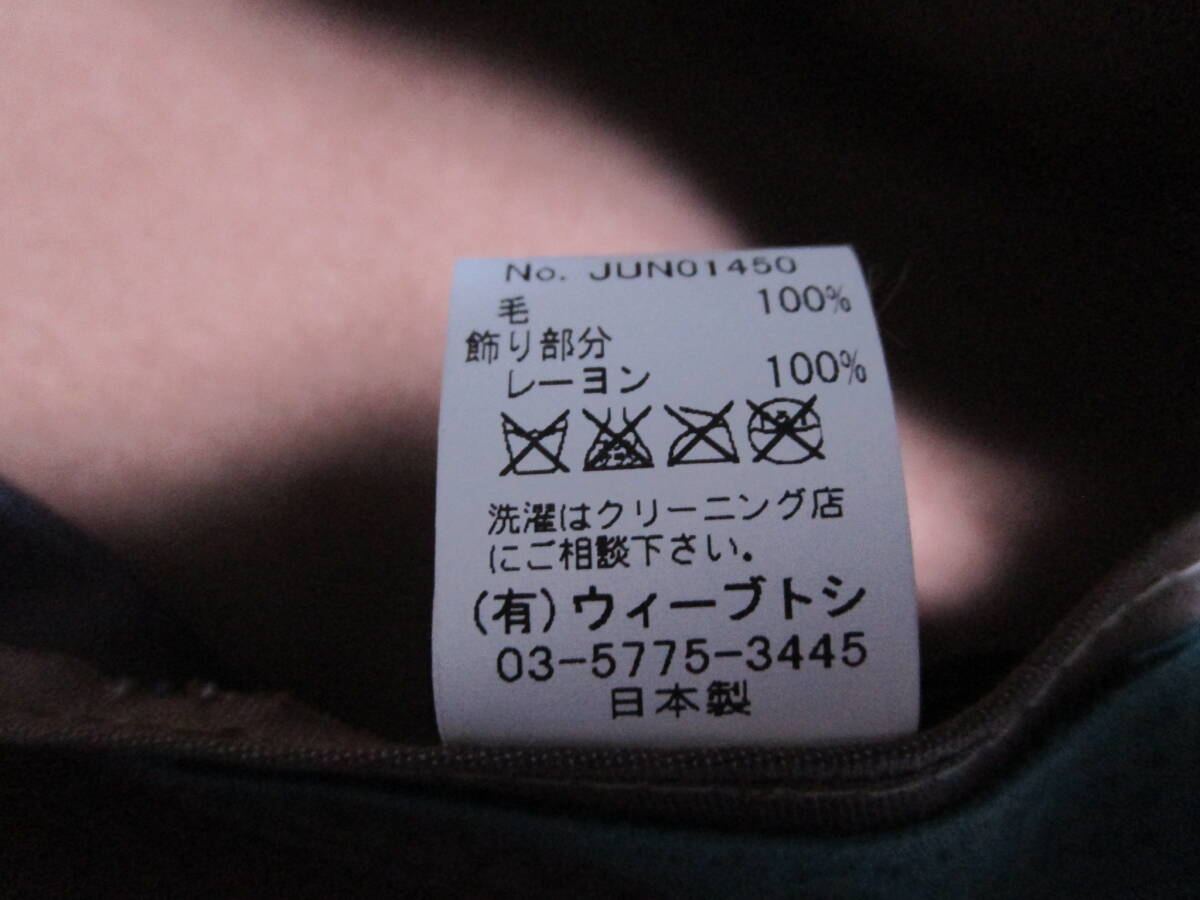 No. JUN01450
毛 100%
飾り部分
レーヨン 100%
洗濯はクリーニング店
にご相談下さい。
(有)ウィーブトシ
03-5775-3445
日本製